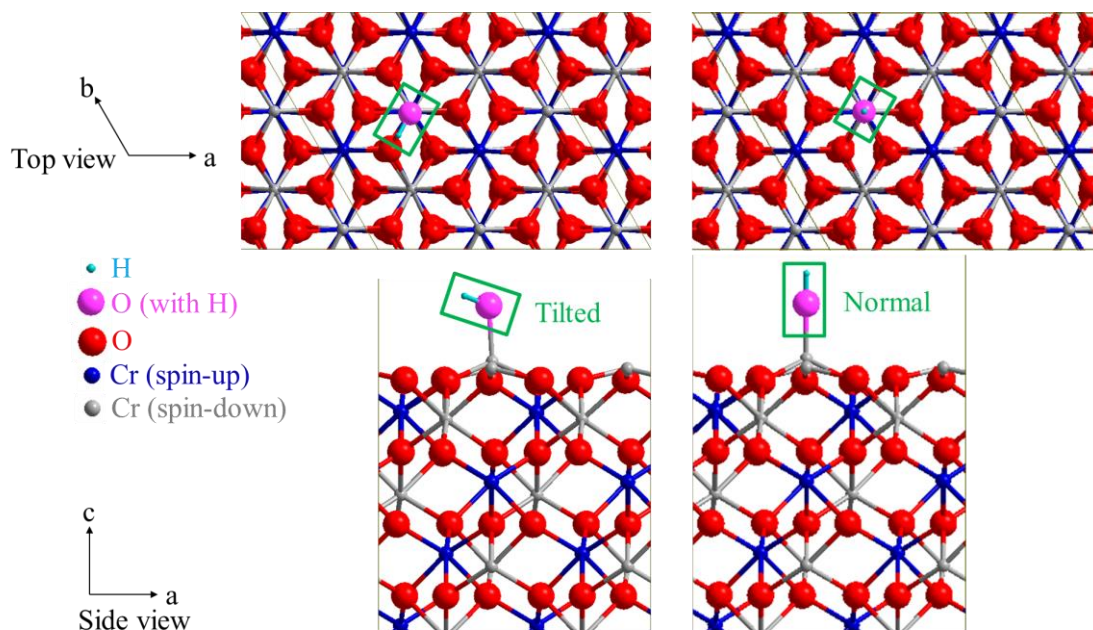 b
a
Top view
H
O (with H)
O
Cr (spin-up)
Cr (spin-down)
Tilted
Normal
c
a
Side view